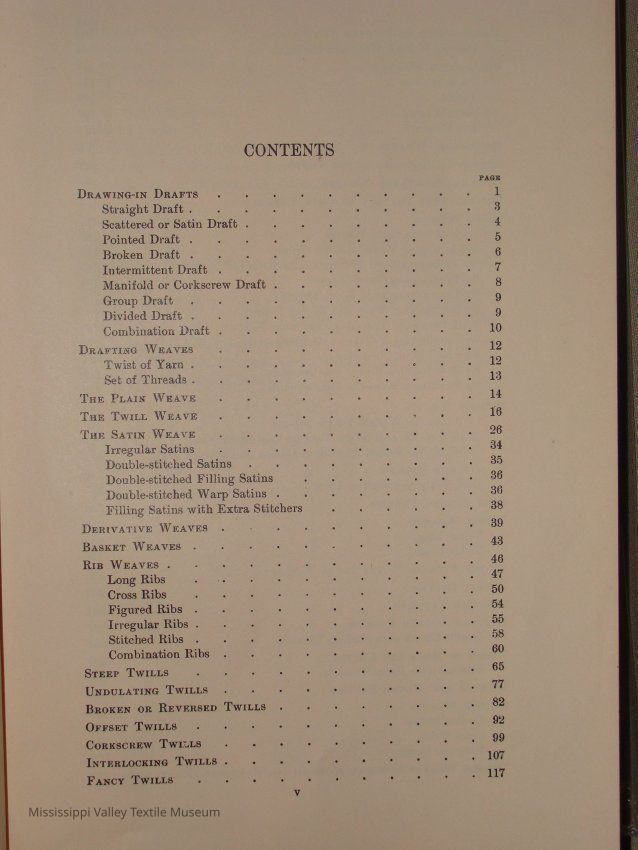 CONTENTS
PAGE
DRAWING-IN DRAFTS . . . . . . . . . . 1
Straight Draft . . . . . . . . . . . 3
Scattered or Satin Draft . . . . . . . . . 4
Pointed Draft . . . . . . . . . . . 5
Broken Draft . . . . . . . . . . . 6
Intermittent Draft . . . . . . . . . . 7
Manifold or Corkscrew Draft . . . . . . . . 8
Group Draft . . . . . . . . . . . 9
Divided Draft . . . . . . . . . . . 9
Combination Draft . . . . . . . . . . 10
DRAFTING WEAVES . . . . . . . . . . 12
Twist of Yarn . . . . . . . . . . . 12
Set of Threads . . . . . . . . . . . 13
THE PLAIN WEAVE . . . . . . . . . . 14
THE TWILL WEAVE . . . . . . . . . . 16
THE SATIN WEAVE . . . . . . . . . . 26
Irregular Satins . . . . . . . . . . 34
Double-stitched Satins . . . . . . . . . 35
Double-stitched Filling Satins . . . . . . . 36
Double-stitched Warp Satins . . . . . . . . 36
Filling Satins with Extra Stitchers . . . . . . 38
DERIVATIVE WEAVES . . . . . . . . . . 39
BASKET WEAVES . . . . . . . . . . . 43
RIB WEAVES . . . . . . . . . . . . 46
Long Ribs . . . . . . . . . . . 47
Cross Ribs . . . . . . . . . . . 50
Figured Ribs . . . . . . . . . . . 54
Irregular Ribs . . . . . . . . . . . 55
Stitched Ribs . . . . . . . . . . . 58
Combination Ribs . . . . . . . . . . 60
STEEP TWILLS . . . . . . . . . . . 65
UNDULATING TWILLS . . . . . . . . . . 77
BROKEN OR REVERSED TWILLS . . . . . . . . 82
OFFSET TWILLS . . . . . . . . . . . 92
CORKSCREW TWILLS . . . . . . . . . . 99
INTERLOCKING TWILLS . . . . . . . . . . 107
FANCY TWILLS . . . . . . . . . . . 117
v
Mississippi Valley Textile Museum